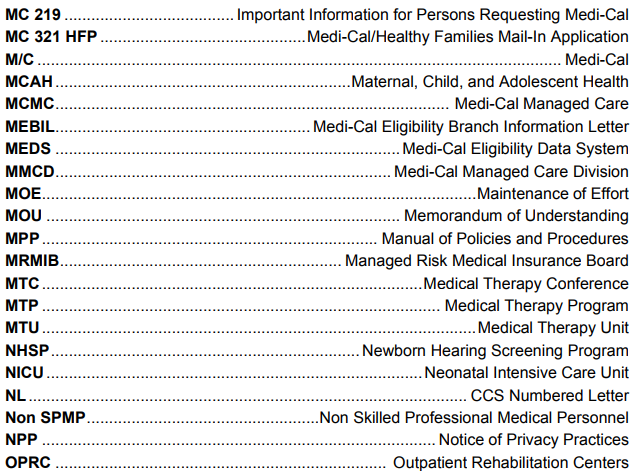 MC 219 ................................. Important Information for Persons Requesting Medi-Cal
MC 321 HFP ................................... Medi-Cal/Healthy Families Mail-In Application
M/C ......................................................................................... Medi-Cal
MCAH .................................................. Maternal, Child, and Adolescent Health
MCMC ................................................................... Medi-Cal Managed Care
MEBIL ........................................... Medi-Cal Eligibility Branch Information Letter
MEDS .......................................................... Medi-Cal Eligibility Data System
MMCD ........................................................ Medi-Cal Managed Care Division
MOE ......................................................................... Maintenance of Effort
MOU ............................................................ Memorandum of Understanding
MPP ......................................................... Manual of Policies and Procedures
MRMIB ................................................ Managed Risk Medical Insurance Board
MTC ................................................................ Medical Therapy Conference
MTP ................................................................... Medical Therapy Program
MTU ......................................................................... Medical Therapy Unit
NHSP .................................................... Newborn Hearing Screening Program
NICU ................................................................ Neonatal Intensive Care Unit
NL .......................................................................... CCS Numbered Letter
Non SPMP ....................................... Non Skilled Professional Medical Personnel
NPP .................................................................. Notice of Privacy Practices
OPRC ........................................................ Outpatient Rehabilitation Centers